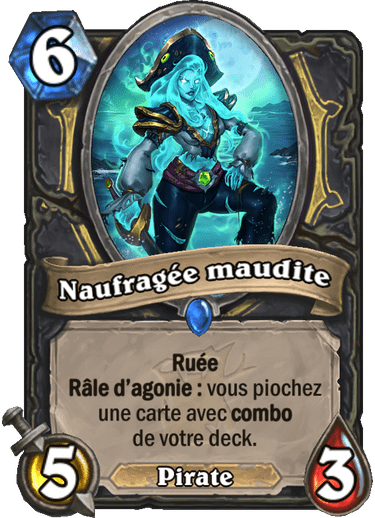 6
Naufragée maudite
Ruée
Râle d'agonie : vous piochez
une carte avec combo
de votre deck.
5
Pirate
3